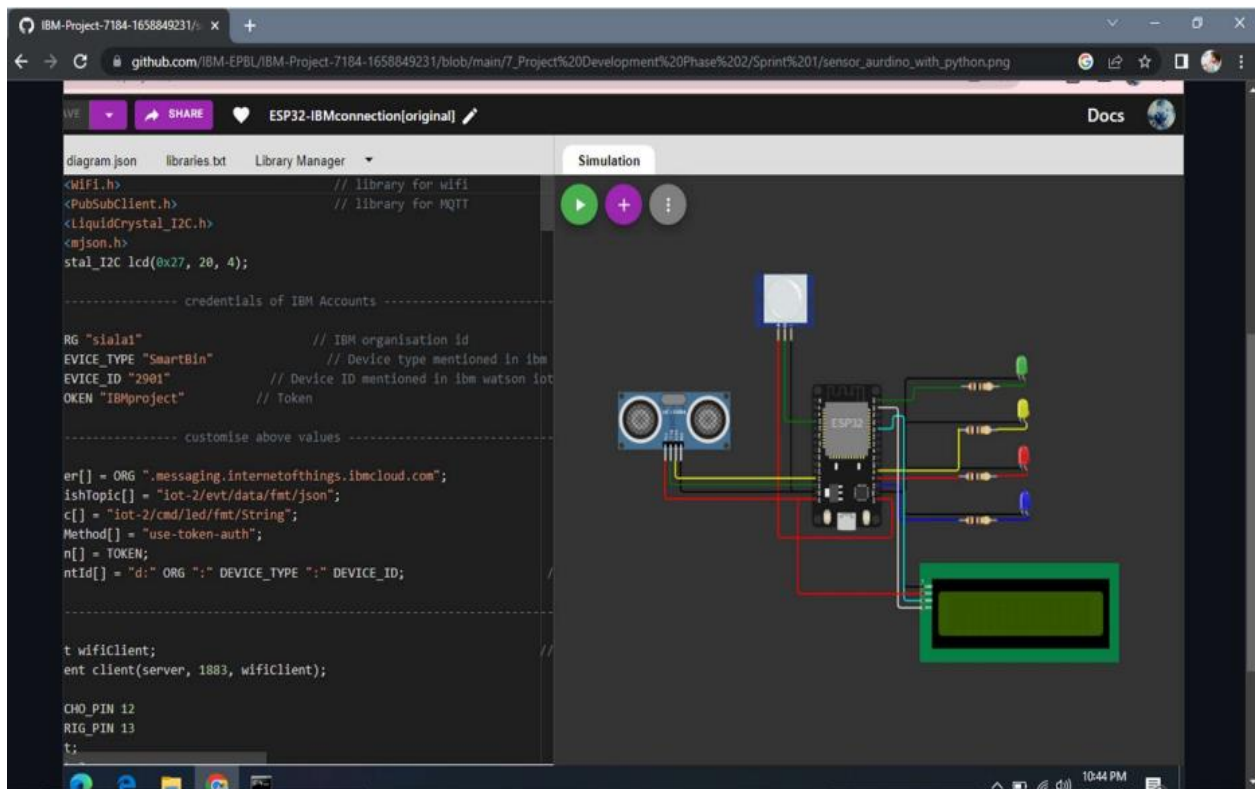 IBM-Project-7184-1658849231/s
github.com/IBM-EPBL/IBM-Project-7184-1658849231/blob/main/7_Project%20Development%20Phase%202/Sprint%201/sensor_aurdino_with_python.png
AVE SHARE ESP32-IBMconnection[original] Docs
diagram.json libraries.txt Library Manager Simulation
<WiFi.h> // library for wifi
<PubSubClient.h> // library for MQTT
<LiquidCrystal_I2C.h>
<mjson.h>
stal_I2C lcd(0x27, 20, 4);
---------------- credentials of IBM Accounts ------------------------
RG "siala1" // IBM organisation id
EVICE_TYPE "SmartBin" // Device type mentioned in ibm
EVICE_ID "2901" // Device ID mentioned in ibm watson iot
OKEN "IBMproject" // Token
---------------- customise above values -----------------------------
er[] = ORG ".messaging.internetofthings.ibmcloud.com";
ishTopic[] = "iot-2/evt/data/fmt/json";
c[] = "iot-2/cmd/led/fmt/String";
Method[] = "use-token-auth";
n[] = TOKEN;
ntId[] = "d:" ORG ":" DEVICE_TYPE ":" DEVICE_ID; /
t wifiClient; //
ent client(server, 1883, wifiClient);
CHO_PIN 12
RIG_PIN 13
t;
ESP32
10:44 PM